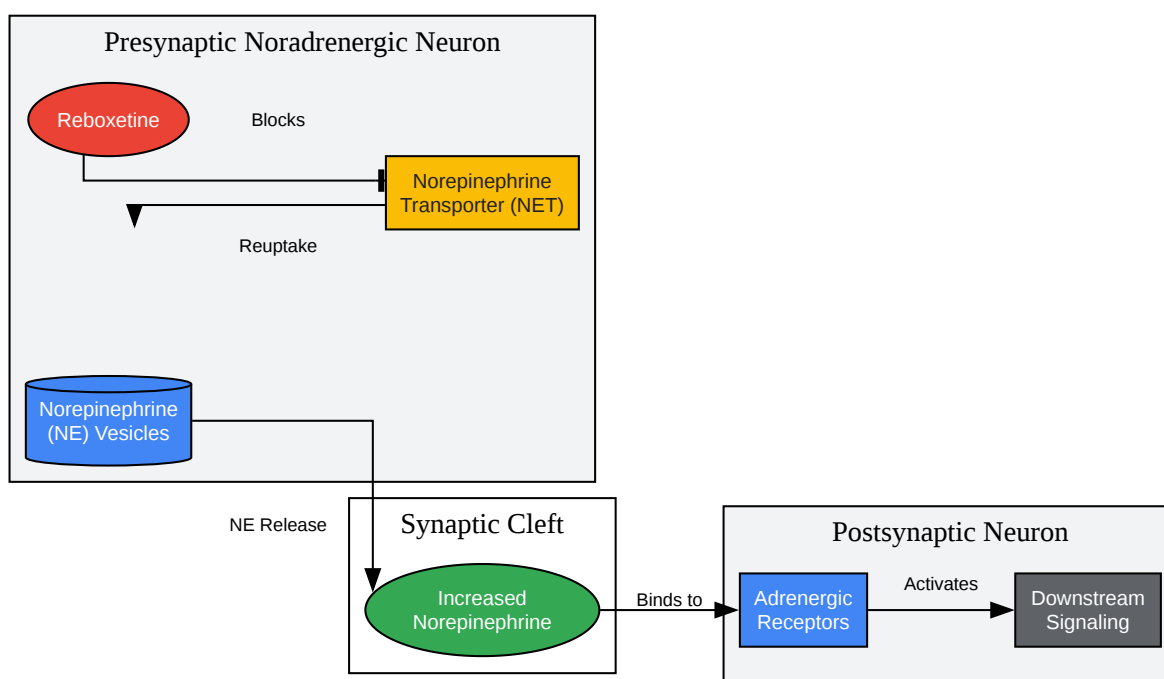 Presynaptic Noradrenergic Neuron
Reboxetine
Blocks
Norepinephrine
Transporter (NET)
Reuptake
Norepinephrine
(NE) Vesicles
NE Release
Synaptic Cleft
Increased
Norepinephrine
Binds to
Postsynaptic Neuron
Adrenergic
Receptors
Activates
Downstream
Signaling